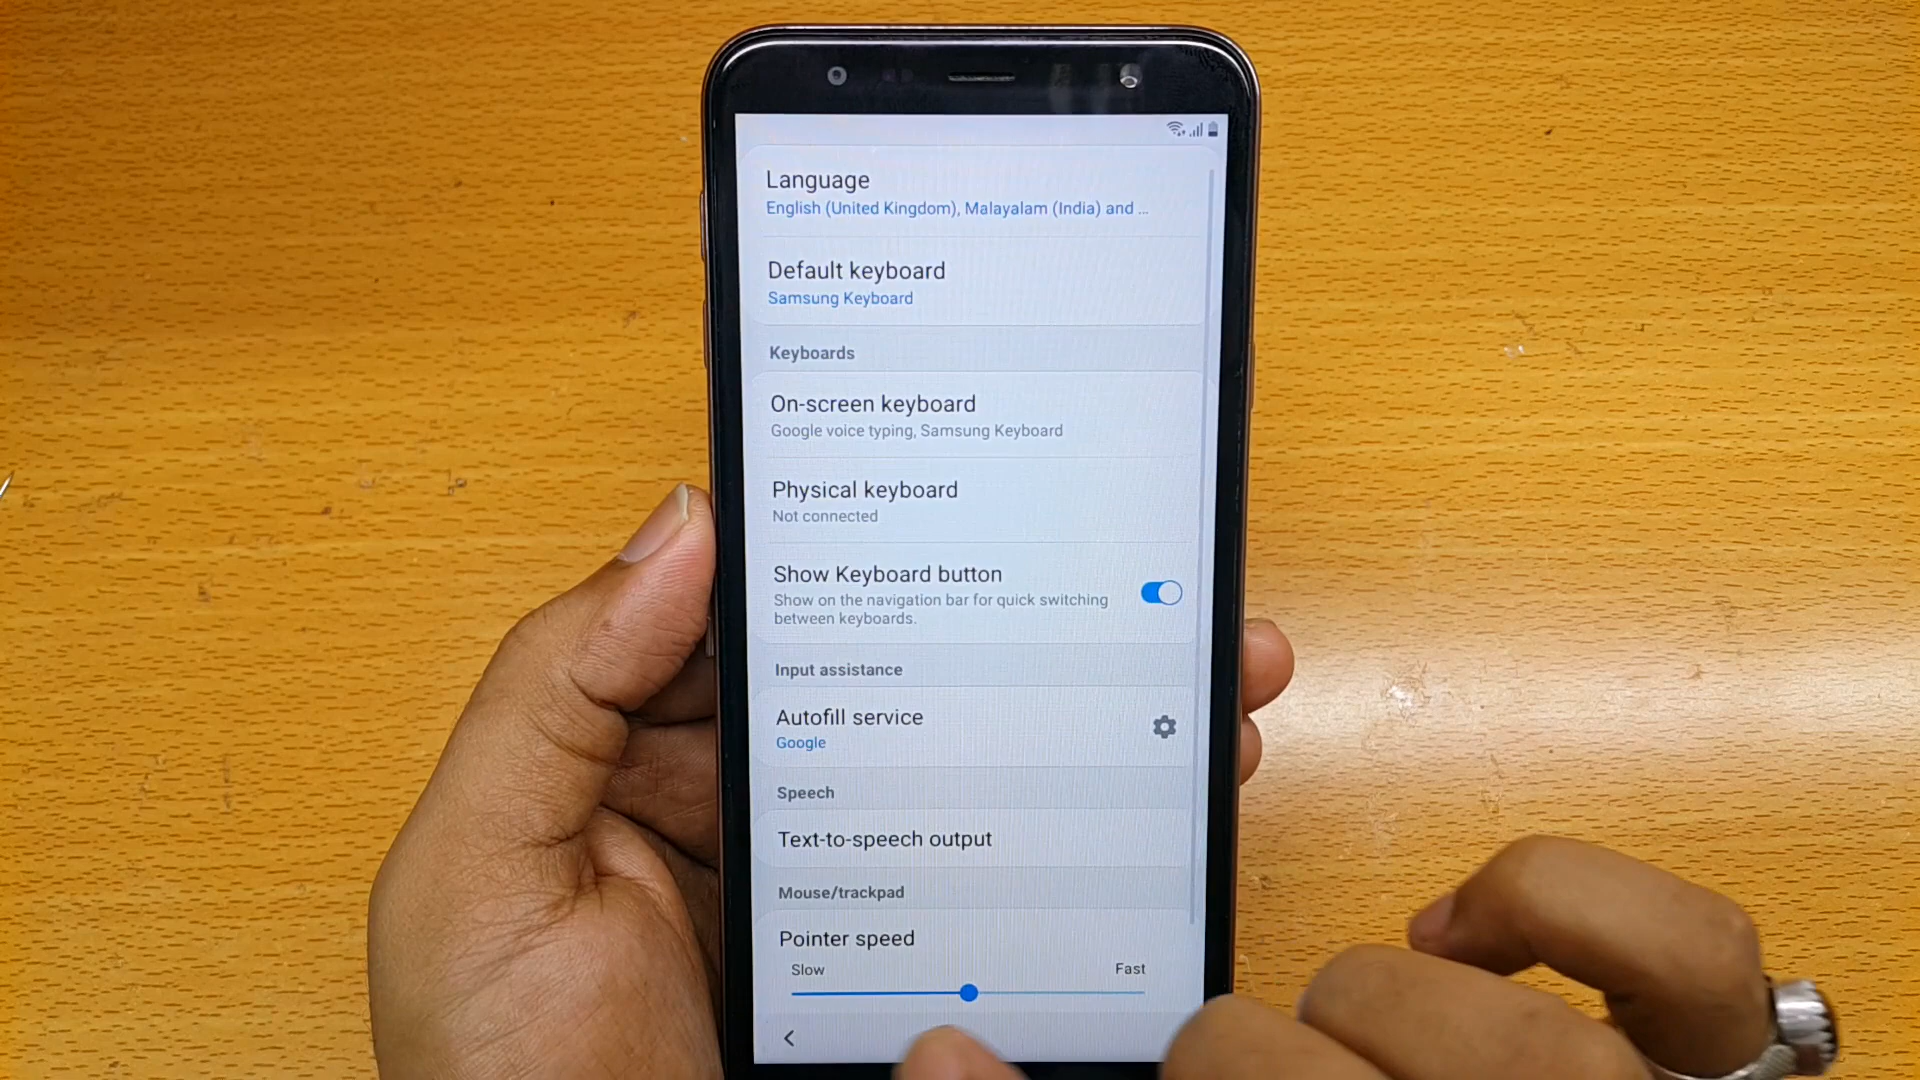 Language
English (United Kingdom), Malayalam (India) and ...
Default keyboard
Samsung Keyboard
Keyboards
On-screen keyboard
Google voice typing, Samsung Keyboard
Physical keyboard
Not connected
Show Keyboard button
Show on the navigation bar for quick switching
between keyboards.
Input assistance
Autofill service
Google
Speech
Text-to-speech output
Mouse/trackpad
Pointer speed
Slow Fast